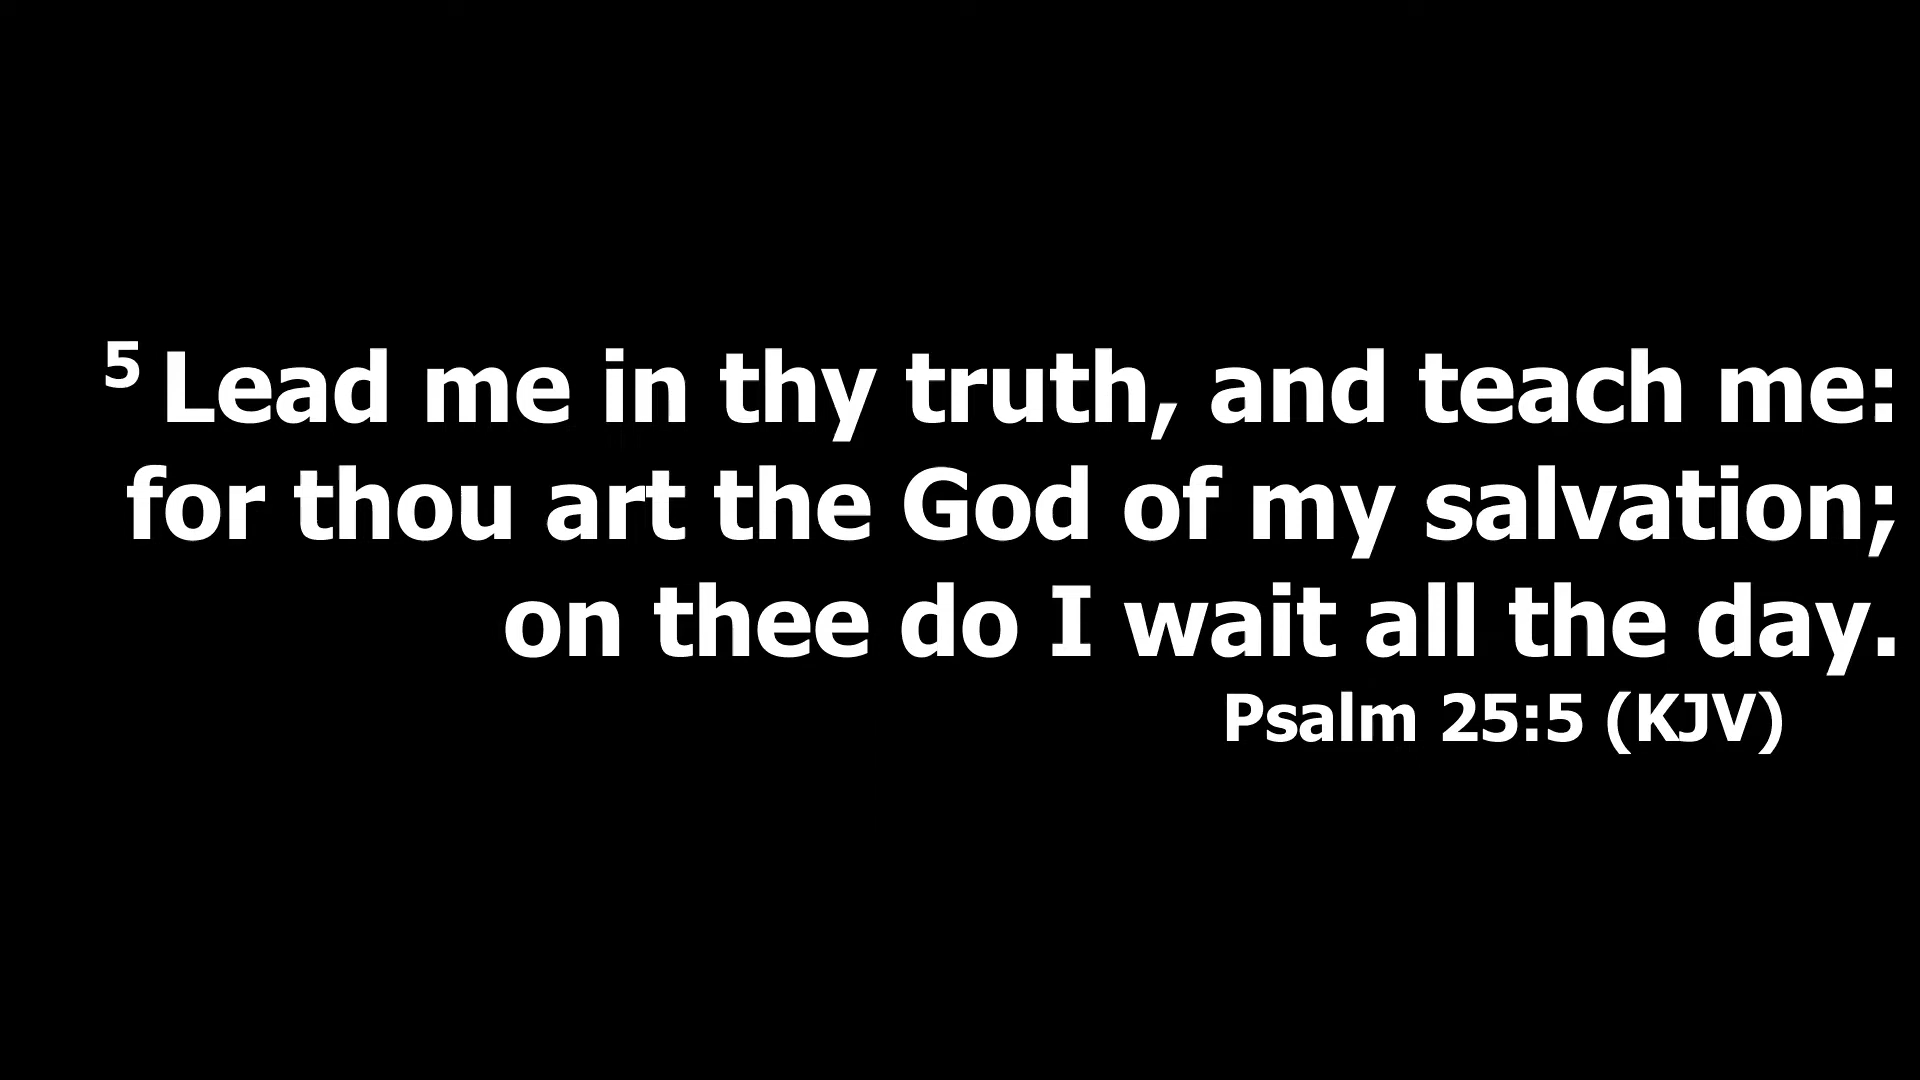 5 Lead me in thy truth, and teach me:
for thou art the God of my salvation;
on thee do I wait all the day.
Psalm 25:5 (KJV)